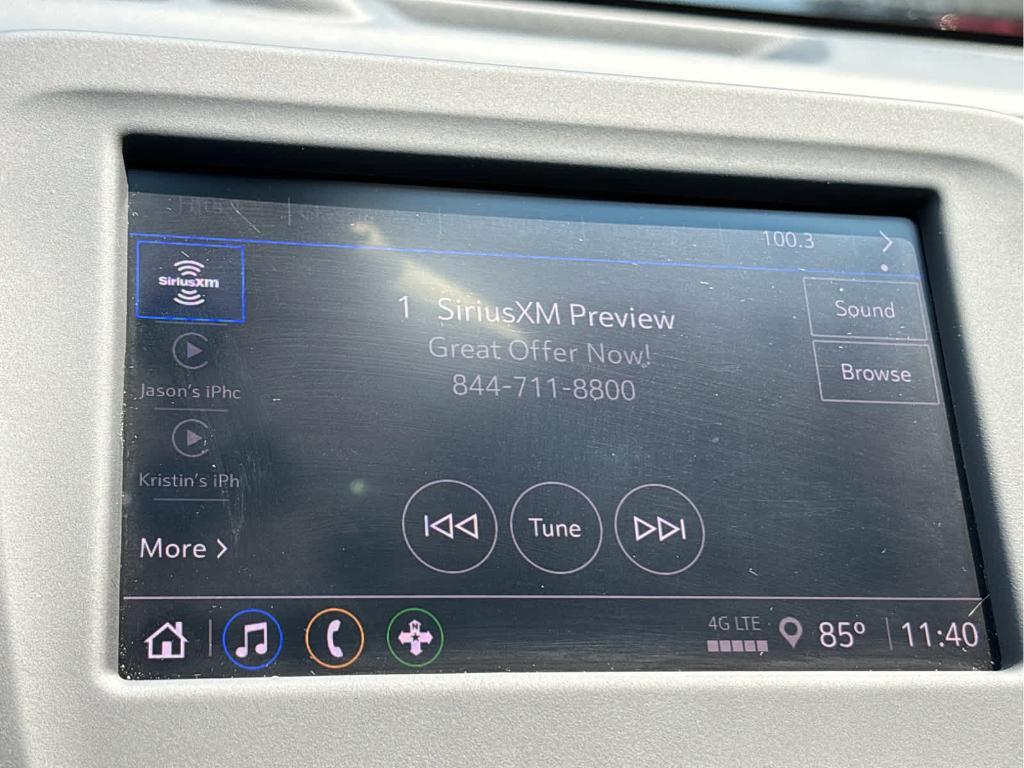 100.3
SiriusXM
1 SiriusXM Preview
Sound
Great Offer Now!
844-711-8800
Browse
Jason's iPhc
Kristin's iPh
Tune
More >
N
4G LTE
85°
11:40